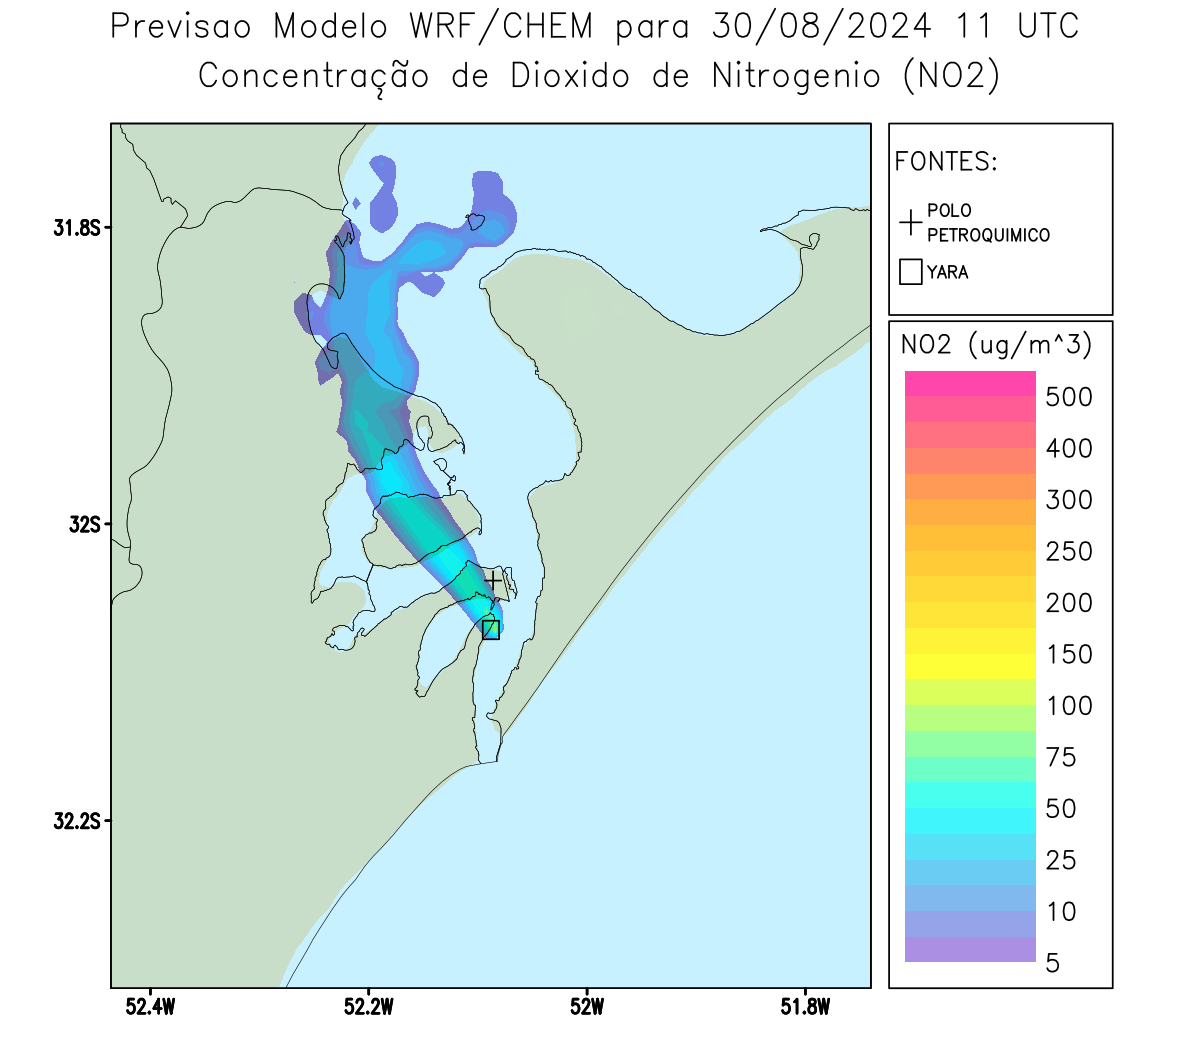 Previsao Modelo WRF/CHEM para 30/08/2024 11 UTC
Concentração de Dioxido de Nitrogenio (NO2)
FONTES:
POLO
PETROQUIMICO
YARA
NO2 (ug/m^3)
500
400
300
250
200
150
100
75
50
25
10
5
31.8S
32S
32.2S
52.4W
52.2W
52W
51.8W